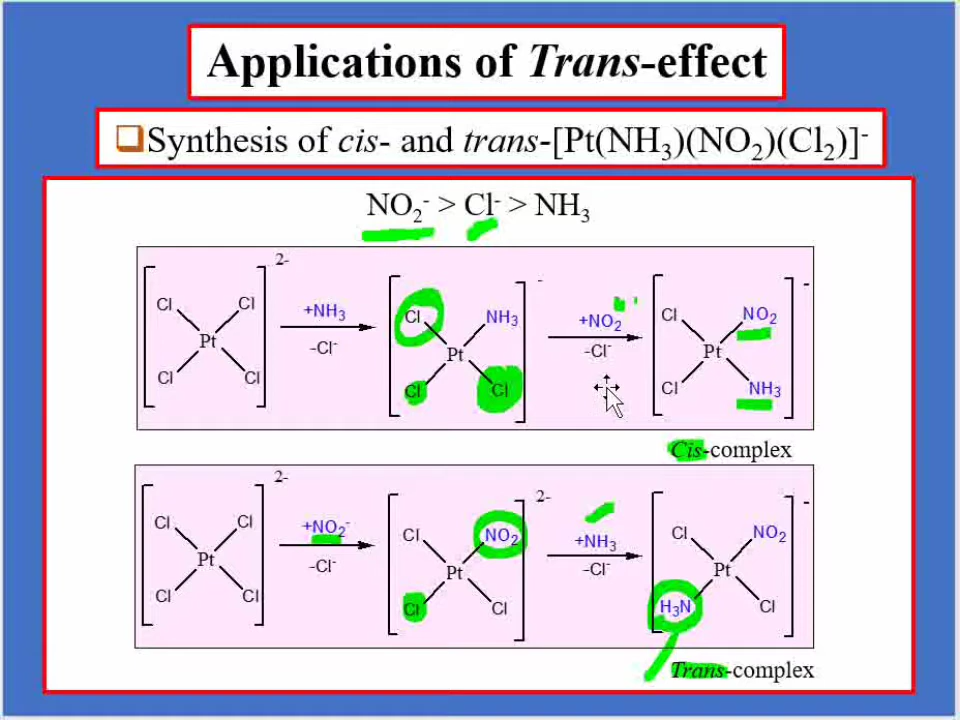 Applications of Trans-effect
Synthesis of cis- and trans-[Pt(NH₃)(NO₂)(Cl₂)]⁻
NO₂⁻ > Cl⁻ > NH₃
2-
Cl Cl
Pt
Cl Cl
+NH₃
-Cl⁻
-
Cl NH₃
Pt
Cl Cl
+NO₂⁻
-Cl⁻
-
Cl NO₂
Pt
Cl NH₃
Cis-complex
2-
Cl Cl
Pt
Cl Cl
+NO₂⁻
-Cl⁻
2-
Cl NO₂
Pt
Cl Cl
+NH₃
-Cl⁻
-
Cl NO₂
Pt
H₃N Cl
Trans-complex